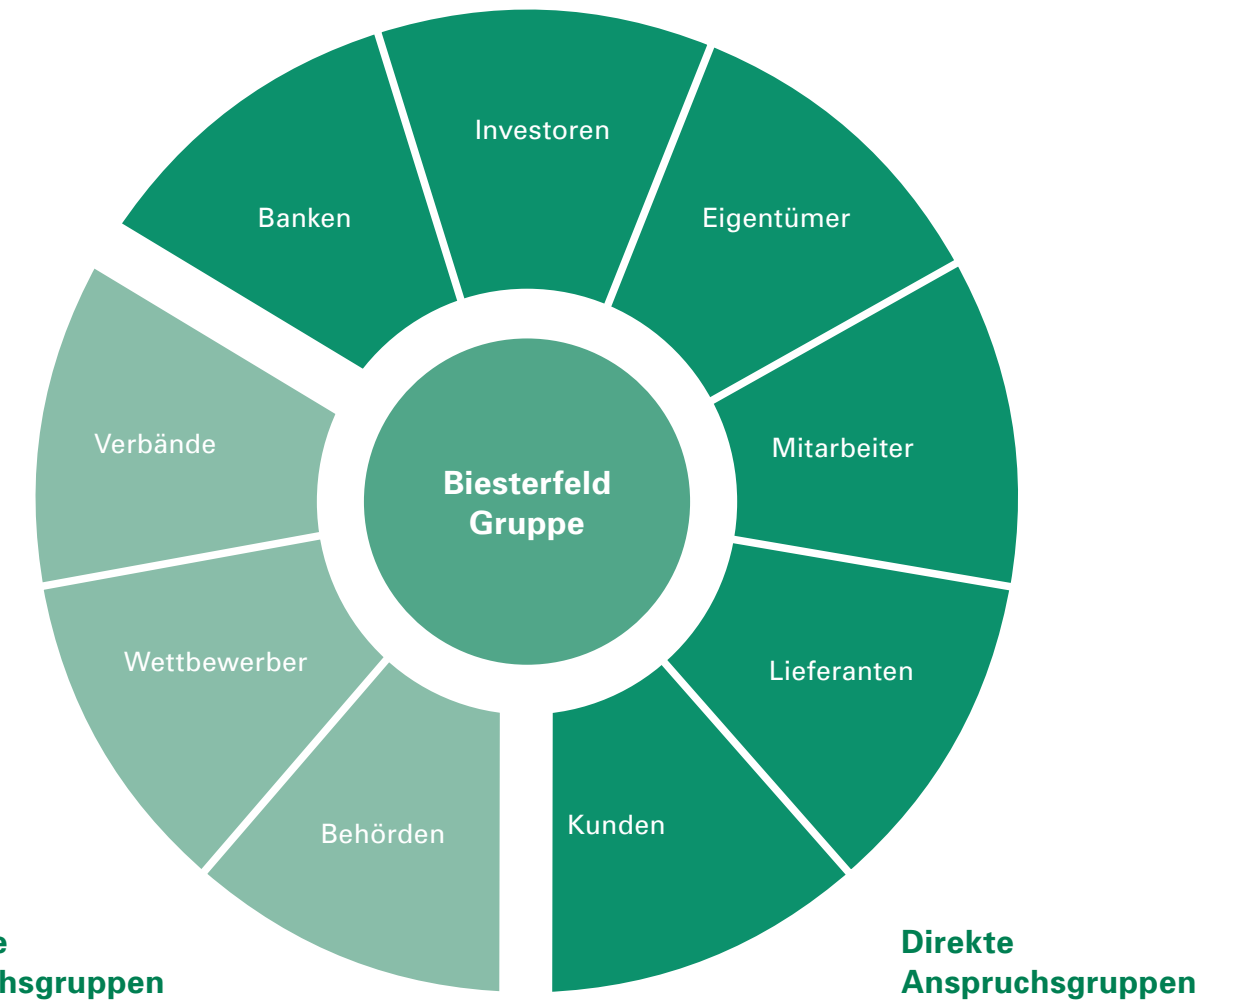 Investoren
Banken
Eigentümer
Verbände
Mitarbeiter
Biesterfeld
Gruppe
Wettbewerber
Lieferanten
Kunden
Behörden
Direkte
Anspruchsgruppen